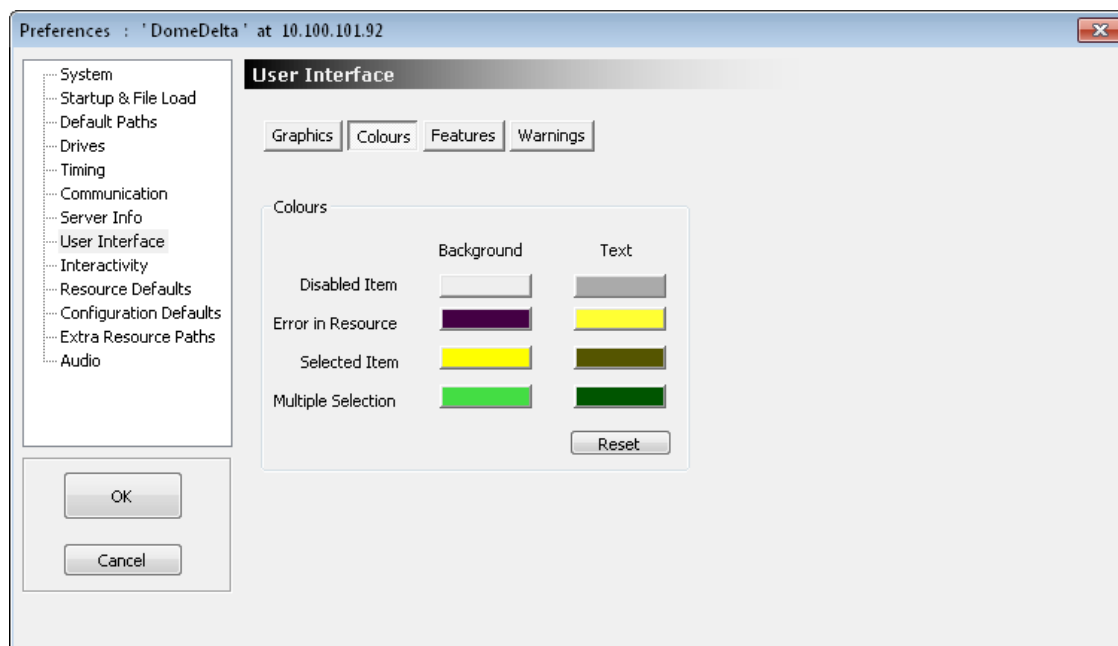 Preferences : ' DomeDelta ' at 10.100.101.92
System
Startup & File Load
Default Paths
Drives
Timing
Communication
Server Info
User Interface
Interactivity
Resource Defaults
Configuration Defaults
Extra Resource Paths
Audio
OK
Cancel
User Interface
Graphics Colours Features Warnings
Colours
Background Text
Disabled Item
Error in Resource
Selected Item
Multiple Selection
Reset